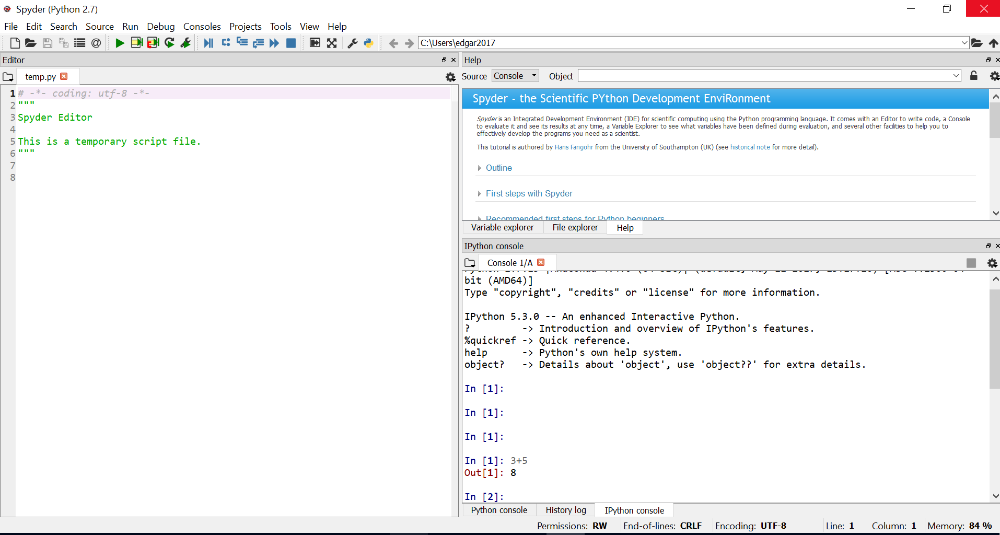 Spyder (Python 2.7)
File Edit Search Source Run Debug Consoles Projects Tools View Help
C:\Users\edgar2017
Editor
temp.py
1 # -*- coding: utf-8 -*-
2 """
3 Spyder Editor
4
5 This is a temporary script file.
6 """
7
8
Help
Source Console Object
Spyder - the Scientific PYthon Development EnviRonment
Spyder is an Integrated Development Environment (IDE) for scientific computing using the Python programming language. It comes with an Editor to write code, a Console
to evaluate it and see its results at any time, a Variable Explorer to see what variables have been defined during evaluation, and several other facilities to help you to
effectively develop the programs you need as a scientist.
This tutorial is authored by Hans Fangohr from the University of Southampton (UK) (see historical note for more detail).
Outline
First steps with Spyder
Recommended first steps for Python beginners
Variable explorer File explorer Help
IPython console
Console 1/A
bit (AMD64)]
Type "copyright", "credits" or "license" for more information.
IPython 5.3.0 -- An enhanced Interactive Python.
? -> Introduction and overview of IPython's features.
%quickref -> Quick reference.
help -> Python's own help system.
object? -> Details about 'object', use 'object??' for extra details.
In [1]:
In [1]:
In [1]:
In [1]: 3+5
Out[1]: 8
In [2]:
Python console History log IPython console
Permissions: RW End-of-lines: CRLF Encoding: UTF-8 Line: 1 Column: 1 Memory: 84 %